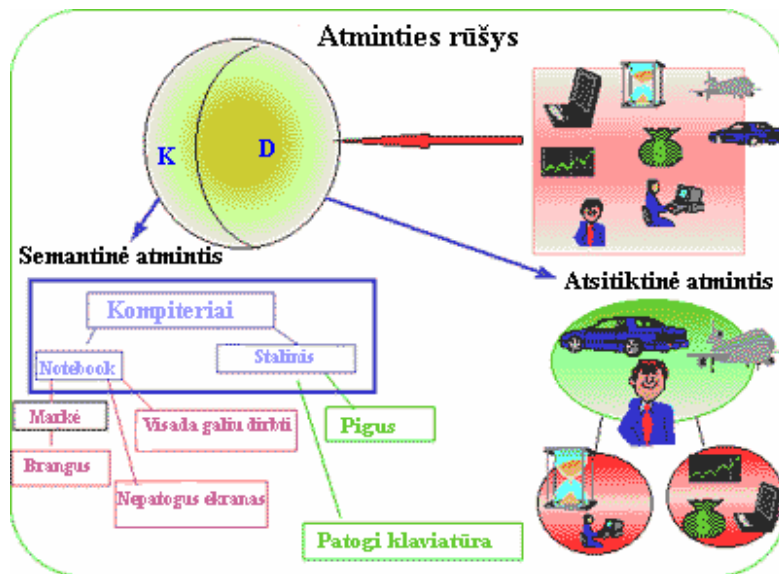 Atminties rūšys
K
D
Semantinė atmintis
Atsitiktinė atmintis
Kompiteriai
Notebook
Stalinis
Markė
Visada galiu dirbti
Pigus
Brangus
Nepatogus ekranas
Patogi klaviatūra